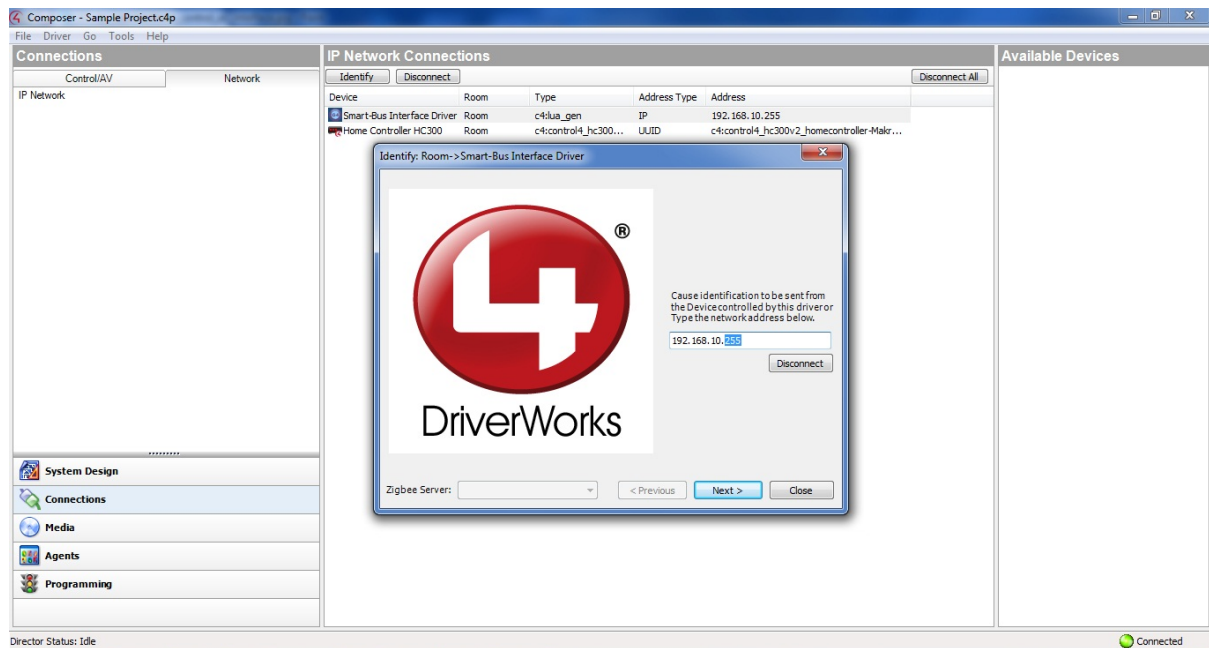 Composer - Sample Project.c4p
File Driver Go Tools Help
Connections
Control/AV Network
IP Network
IP Network Connections
Identify Disconnect Disconnect All
Device Room Type Address Type Address
Smart-Bus Interface Driver Room c4:lua_gen IP 192.168.10.255
Home Controller HC300 Room c4:control4_hc300... UUID c4:control4_hc300v2_homecontroller-Makr...
Available Devices
Identify: Room->Smart-Bus Interface Driver
4
®
DriverWorks
Cause identification to be sent from
the Device controlled by this driver or
Type the network address below.
192.168.10.255
Disconnect
Zigbee Server: < Previous Next > Close
System Design
Connections
Media
Agents
Programming
Director Status: Idle
Connected